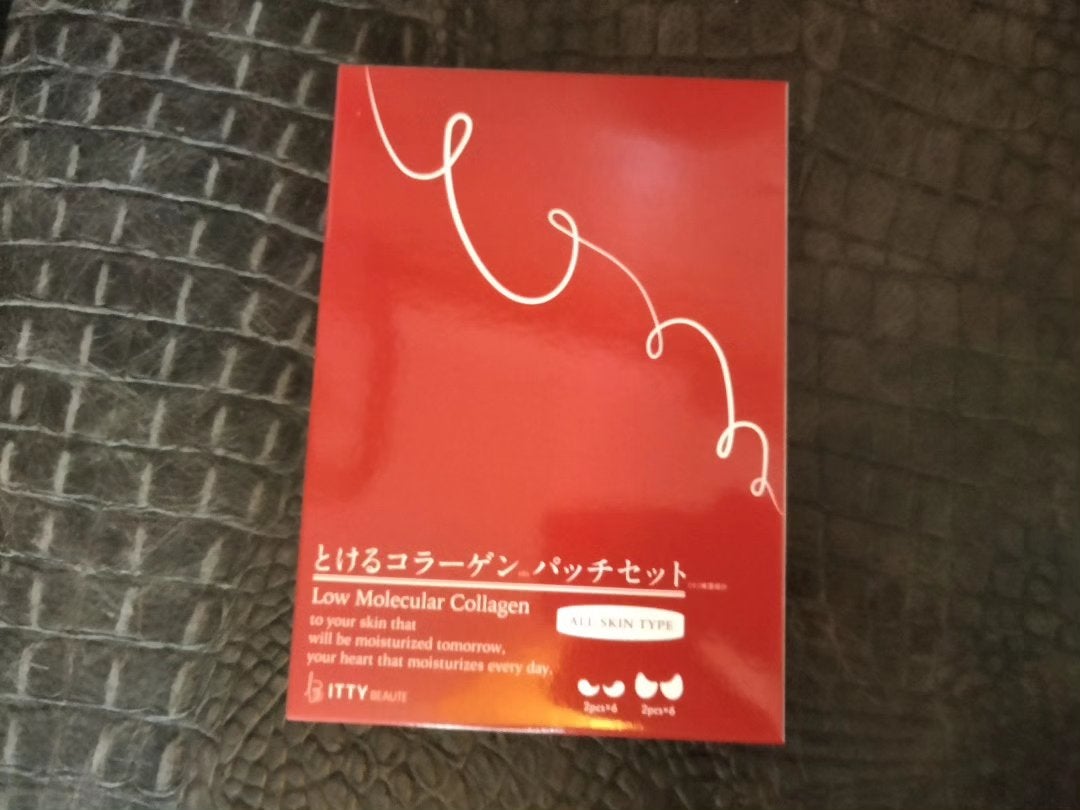 とけるコラーゲン パッチセット
Low Molecular Collagen
to your skin that
will be moisturized tomorrow,
your heart that moisturizes every day.
ALL SKIN TYPE
ITTY BEAUTE
2pcs×6 2pcs×6